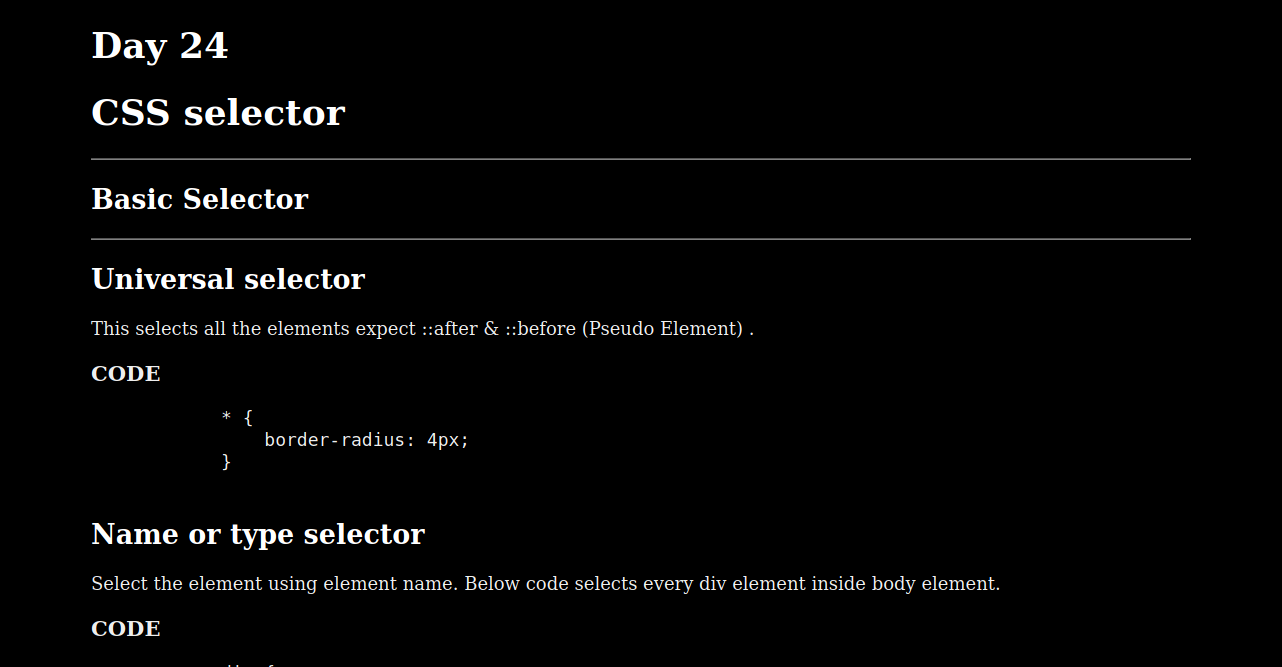 Day 24
CSS selector
Basic Selector
Universal selector
This selects all the elements expect ::after & ::before (Pseudo Element) .
CODE
* {
border-radius: 4px;
}
Name or type selector
Select the element using element name. Below code selects every div element inside body element.
CODE